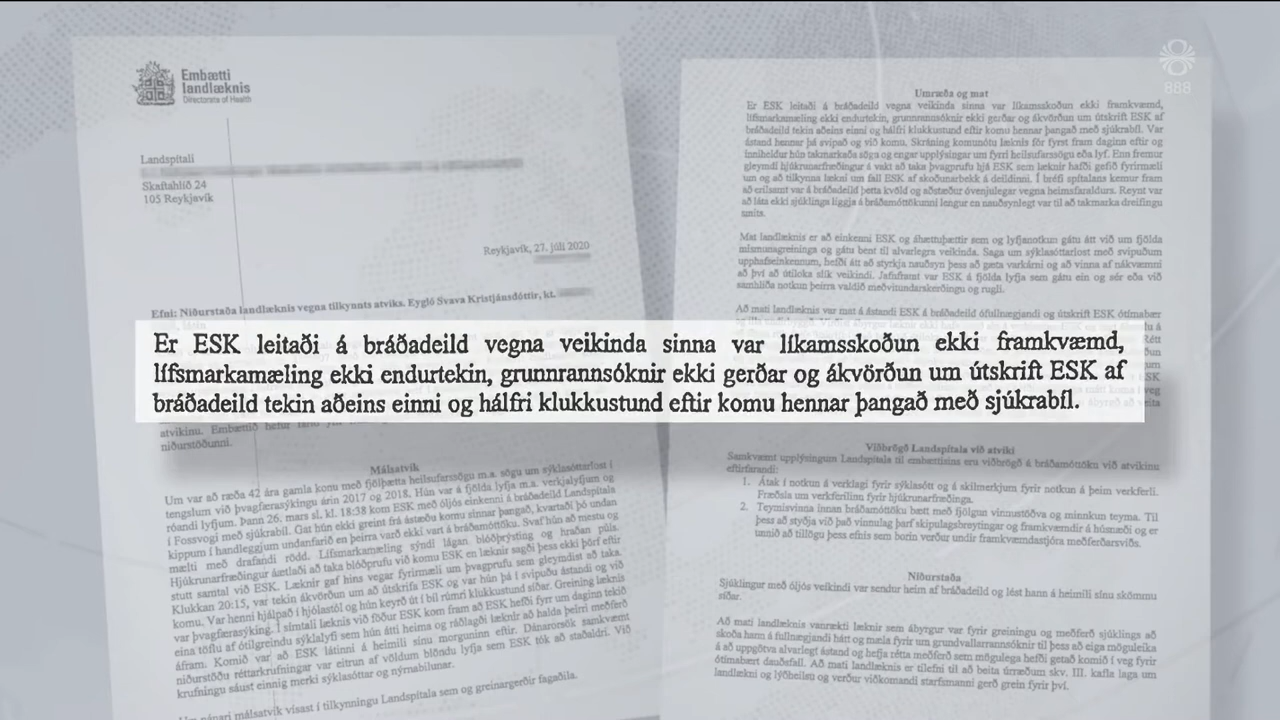 Embætti
landlæknis
Directorate of Health
Landspítali
Skaftahlíð 24
105 Reykjavík
Reykjavík, 27. júlí 2020
Efni: Niðurstaða landlæknis vegna tilkynnts atviks. Eygló Svava Kristjánsdóttir, kt.
Er ESK leitaði á bráðadeild vegna veikinda sinna var líkamsskoðun ekki framkvæmd,
lífsmarkamæling ekki endurtekin, grunnrannsóknir ekki gerðar og ákvörðun um útskrift ESK af
bráðadeild tekin aðeins einni og hálfri klukkustund eftir komu hennar þangað með sjúkrabíl.
atvikinu. Embættið hefur
niðurstöðunni.
Málsatvik
Um var að ræða 42 ára gamla konu með fjölþætta heilsufarssögu m.a. sögu um sýklasóttarlost í
tengslum við þvagfærasýkingu árin 2017 og 2018. Hún var á fjölda lyfja m.a. verkjalyfjum og
róandi lyfjum. Þann 26. mars sl. kl. 18:38 kom ESK með óljós einkenni á bráðadeild Landspítala
í Fossvogi með sjúkrabíl. Gat hún ekki greint frá ástæðu komu sinnar þangað, kvartaði þó undan
kippum í handleggjum undanfarið en þeirra varð ekki vart á bráðamóttöku. Svaf hún að mestu og
mælti með drafandi rödd. Lífsmarkamæling sýndi lágan blóðþrýsting og hraðan púls.
Hjúkrunarfræðingur áætlaði að taka blóðprufu við komu ESK en læknir sagði þess ekki þörf eftir
stutt samtal við ESK. Læknir gaf hins vegar fyrirmæli um þvagprufu sem gleymdist að taka.
Klukkan 20:15, var tekin ákvörðun um að útskrifa ESK og var hún þá í svipuðu ástandi og við
komu. Var henni hjálpað í hjólastól og hún keyrð út í bíl rúmri klukkustund síðar. Greining læknis
var þvagfærasýking. Í símtali læknis við föður ESK kom fram að ESK hefði fyrr um daginn tekið
eina töflu af ótilgreindu sýklalyfi sem hún átti heima og ráðlagði læknir að halda þeirri meðferð
áfram. Komið var að ESK látinni á heimili sínu morguninn eftir. Dánarorsök samkvæmt
niðurstöðu réttarkrufningar var eitrun af völdum blöndu lyfja sem ESK tók að staðaldri. Við
krufningu sáust einnig merki sýklasóttar og nýrnabilunar.
nánari málsatvik vísast í tilkynningu Landspítala sem og greinargerðir fagaðila.
Umræða og mat
Er ESK leitaði á bráðadeild vegna veikinda sinna var líkamsskoðun ekki framkvæmd,
lífsmarkamæling ekki endurtekin, grunnrannsóknir ekki gerðar og ákvörðun um útskrift ESK af
bráðadeild tekin aðeins einni og hálfri klukkustund eftir komu hennar þangað með sjúkrabíl. Var
ástand hennar þá svipað og við komu. Skráning komunótu læknis fór fyrst fram daginn eftir og
inniheldur hún takmarkaða sögu og engar upplýsingar um fyrri heilsufarssögu eða lyf. Enn fremur
gleymdi hjúkrunarfræðingur á vakt að taka þvagprufu hjá ESK sem læknir hafði gefið fyrirmæli
um og að tilkynna lækni um fall ESK af skoðunarbekk á deildinni. Í bréfi spítalans kemur fram
að erilsamt var á bráðadeild þetta kvöld og aðstæður óvenjulegar vegna heimsfaraldurs. Reynt var
að láta ekki sjúklinga liggja á bráðamóttökunni lengur en nauðsynlegt var til að takmarka dreifingu
smits.
Mat landlæknis er að einkenni ESK og áhættuþættir sem og lyfjanotkun gátu átt við um fjölda
mismunagreininga og gátu bent til alvarlegra veikinda. Saga um sýklasóttarlost með svipuðum
upphafseinkennum, hefði átt að styrkja nauðsyn þess að gæta varkárni og að vinna af nákvæmni
að því að útiloka slík veikindi. Jafnframt var ESK á fjölda lyfja sem gátu ein og sér eða við
samhliða notkun þeirra valdið meðvitundarskerðingu og rugli.
Að mati landlæknis var mat á ástandi ESK á bráðadeild ófullnægjandi og útskrift ESK ótímabær
Viðbrögð Landspítala við atviki
Samkvæmt upplýsingum Landspítala til embættisins eru viðbrögð á bráðamóttöku við atvikinu
eftirfarandi:
1. Átak í notkun á verklagi fyrir sýklasótt og á skilmerkjum fyrir notkun á þeim verkferli.
Fræðsla um verkferilinn fyrir hjúkrunarfræðinga.
2. Teymisvinna innan bráðamóttöku bætt með fjölgun vinnustöðva og minnkun teyma. Til
þess að styðja við það vinnulag þarf skipulagsbreytingar og framkvæmdir á húsnæði og er
unnið að tillögu þess efnis sem borin verður undir framkvæmdastjóra meðferðarsviðs.
Niðurstaða
Sjúklingur með óljós veikindi var sendur heim af bráðadeild og lést hann á heimili sínu skömmu
síðar.
Að mati landlæknis vanrækti læknir sem ábyrgur var fyrir greiningu og meðferð sjúklings að
skoða hann á fullnægjandi hátt og mæla fyrir um grundvallarrannsóknir til þess að eiga möguleika
á að uppgötva alvarlegt ástand og hefja rétta meðferð sem mögulega hefði getað komið í veg fyrir
ótímabært dauðsfall. Að mati landlæknis er tilefni til að beita úrræðum skv. III. kafla laga um
landlækni og lýðheilsu og verður viðkomandi starfsmanni gerð grein fyrir því.
888